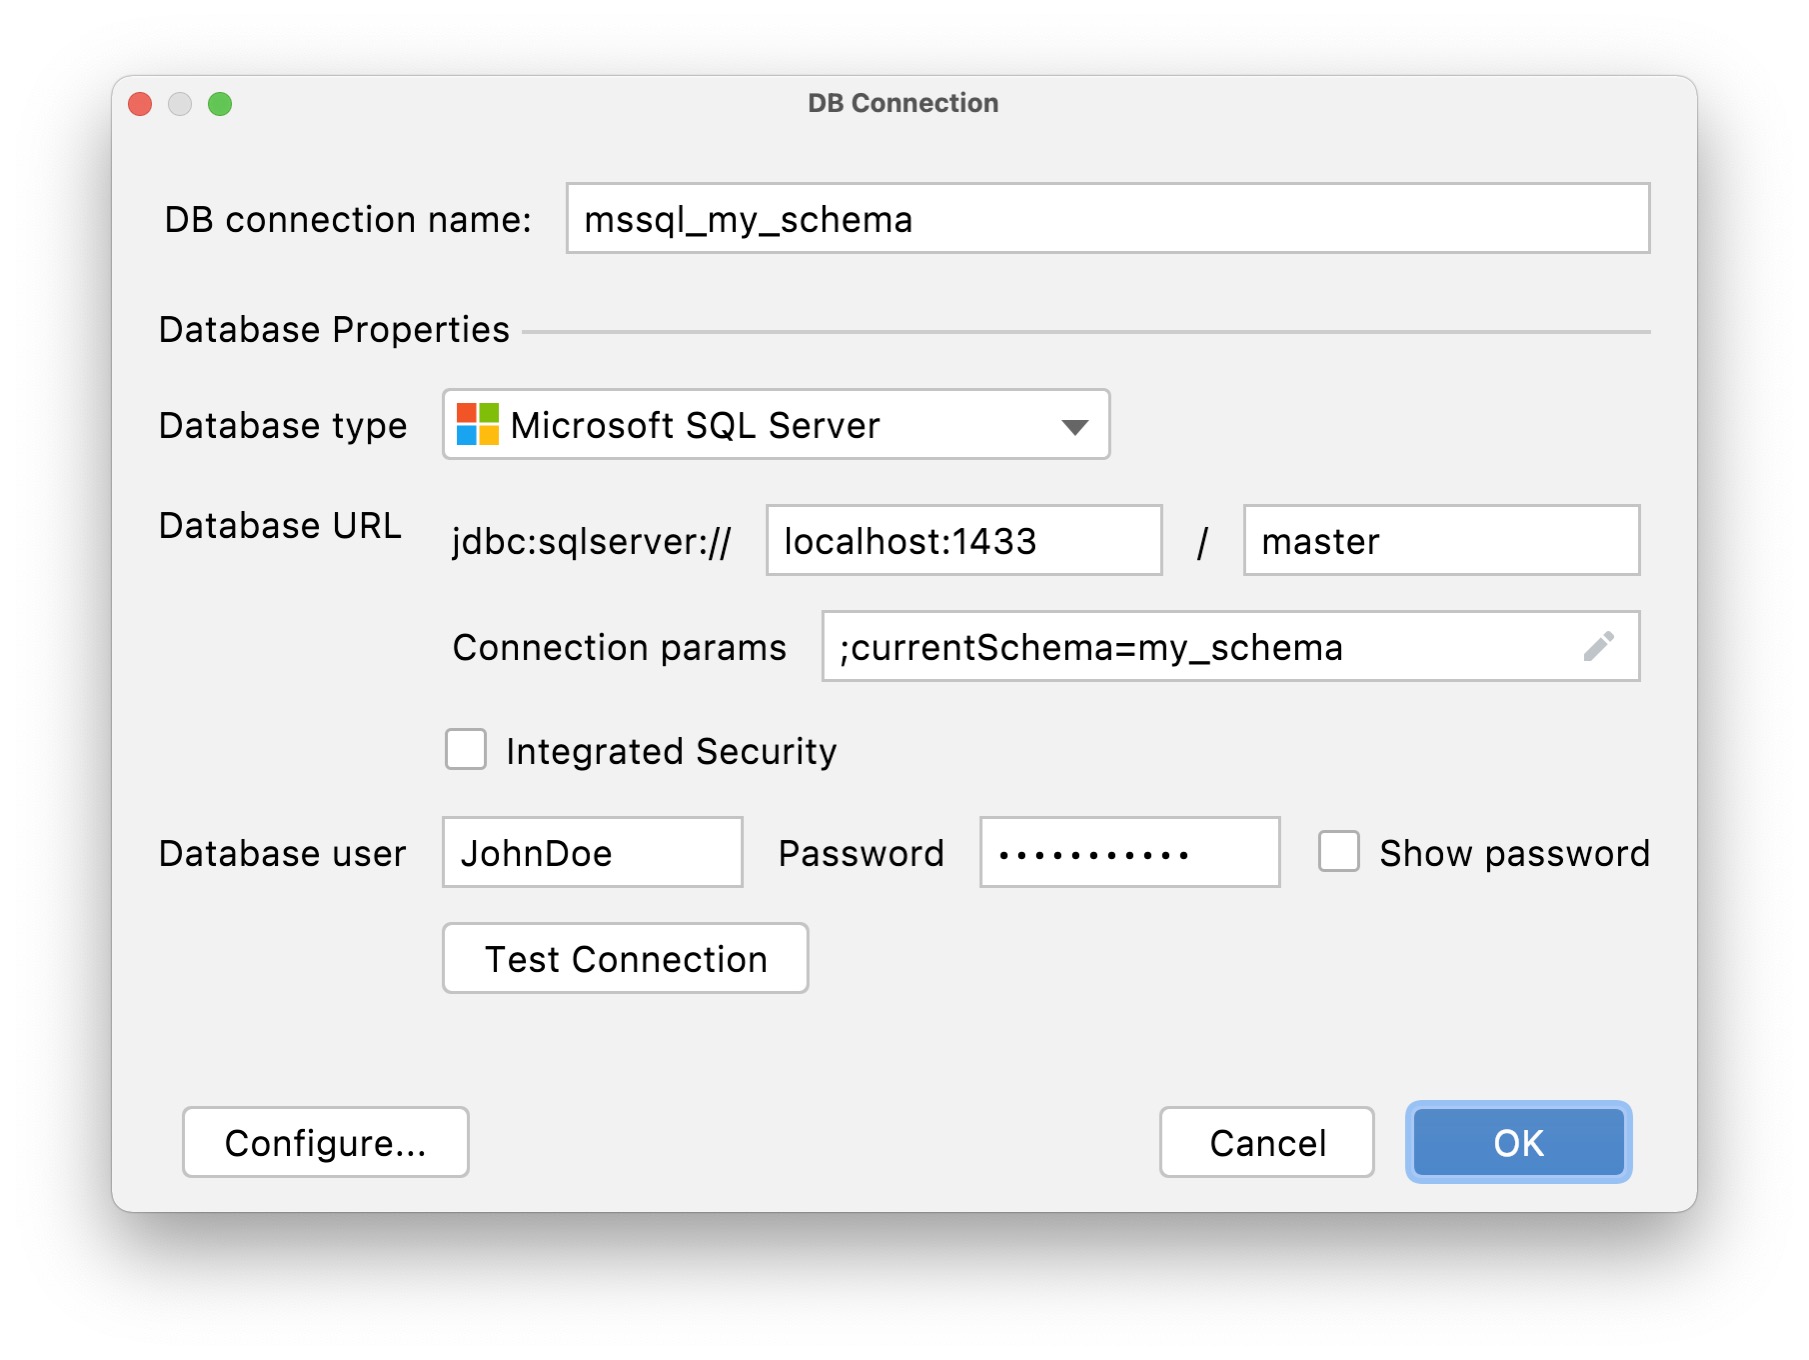 DB Connection
DB connection name: mssql_my_schema
Database Properties
Database type Microsoft SQL Server
Database URL jdbc:sqlserver:// localhost:1433 / master
Connection params ;currentSchema=my_schema
Integrated Security
Database user JohnDoe Password ••••••••••• Show password
Test Connection
Configure... Cancel OK